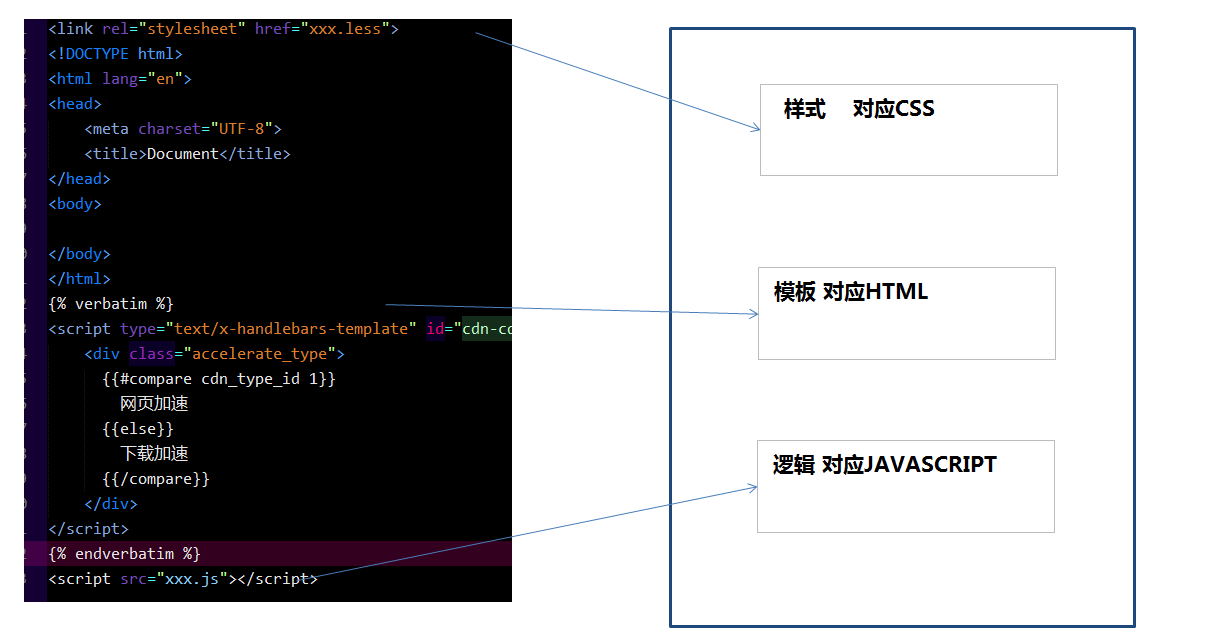 <link rel="stylesheet" href="xxx.less">
<!DOCTYPE html>
<html lang="en">
<head>
<meta charset="UTF-8">
<title>Document</title>
</head>
<body>
</body>
</html>
{% verbatim %}
<script type="text/x-handlebars-template" id="cdn-co
<div class="accelerate_type">
{{#compare cdn_type_id 1}}
网页加速
{{else}}
下载加速
{{/compare}}
</div>
</script>
{% endverbatim %}
<script src="xxx.js"></script>
样式 对应CSS
模板 对应HTML
逻辑 对应JAVASCRIPT